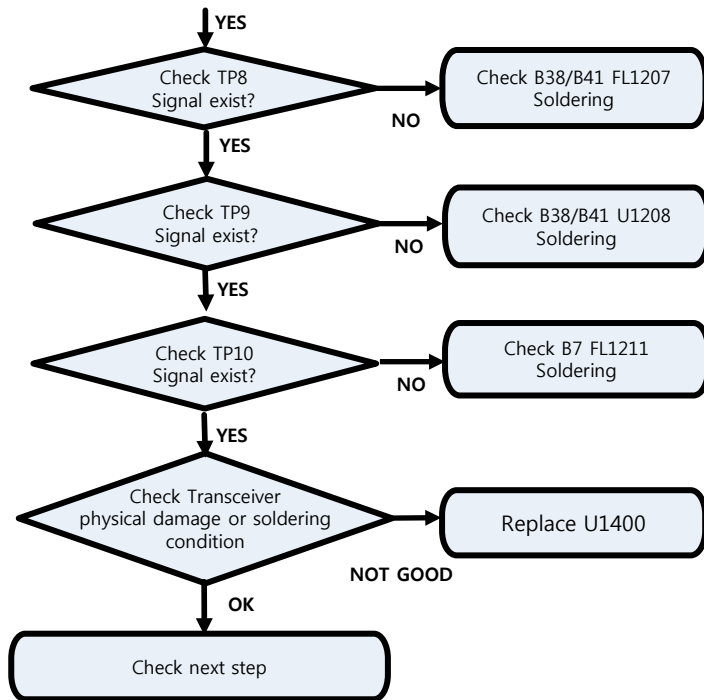 YES
Check TP8
Signal exist?
NO
Check B38/B41 FL1207
Soldering
YES
Check TP9
Signal exist?
NO
Check B38/B41 U1208
Soldering
YES
Check TP10
Signal exist?
NO
Check B7 FL1211
Soldering
YES
Check Transceiver
physical damage or soldering
condition
NOT GOOD
Replace U1400
OK
Check next step